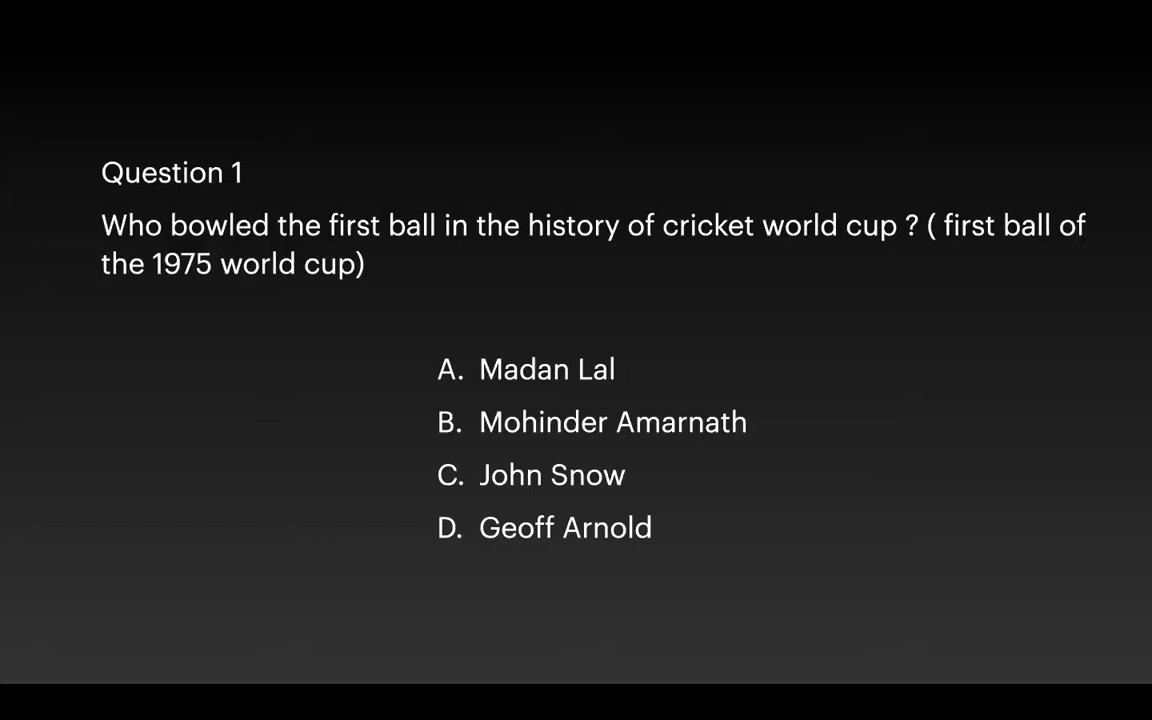 Question 1
Who bowled the first ball in the history of cricket world cup ? ( first ball of
the 1975 world cup)
A. Madan Lal
B. Mohinder Amarnath
C. John Snow
D. Geoff Arnold